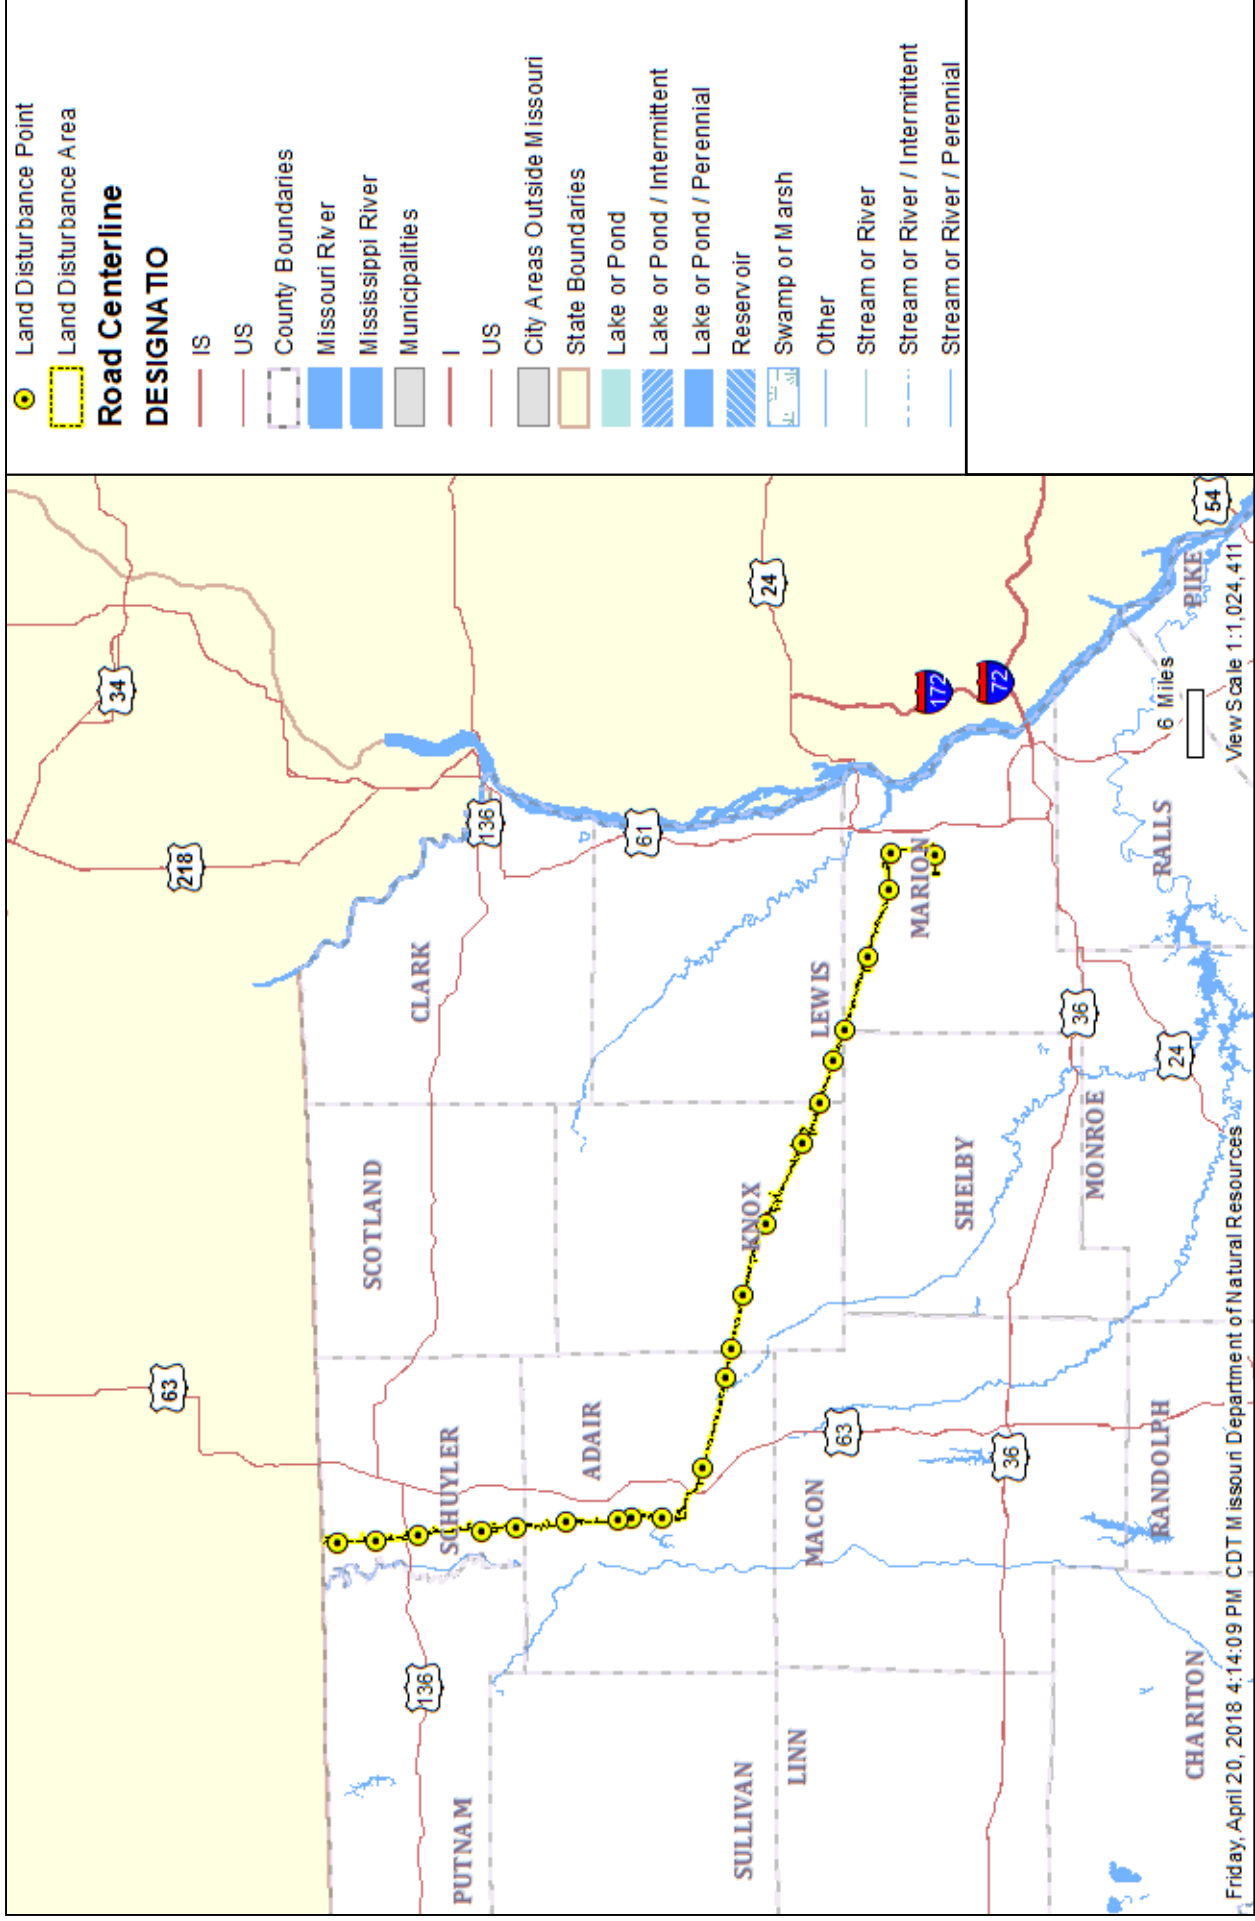 Land Disturbance Point
Land Disturbance Area
Road Centerline
DESIGNATIO
IS
US
County Boundaries
Missouri River
Mississippi River
Municipalities
I
US
City Areas Outside Missouri
State Boundaries
Lake or Pond
Lake or Pond / Intermittent
Lake or Pond / Perennial
Reservoir
Swamp or Marsh
Other
Stream or River
Stream or River / Intermittent
Stream or River / Perennial
34
63
218
136
SCOTLAND
CLARK
136
PUTNAM
SCHUYLER
ADAIR
61
24
SULLIVAN
KNOX
LEWIS
LINN
MACON
63
MARION
172
SHELBY
72
36
36
MONROE
RALLS
6 Miles
24
CHARITON
RANDOLPH
PIKE
54
Friday, April 20, 2018 4:14:09 PM CDT Missouri Department of Natural Resources
View Scale 1:1,024,411